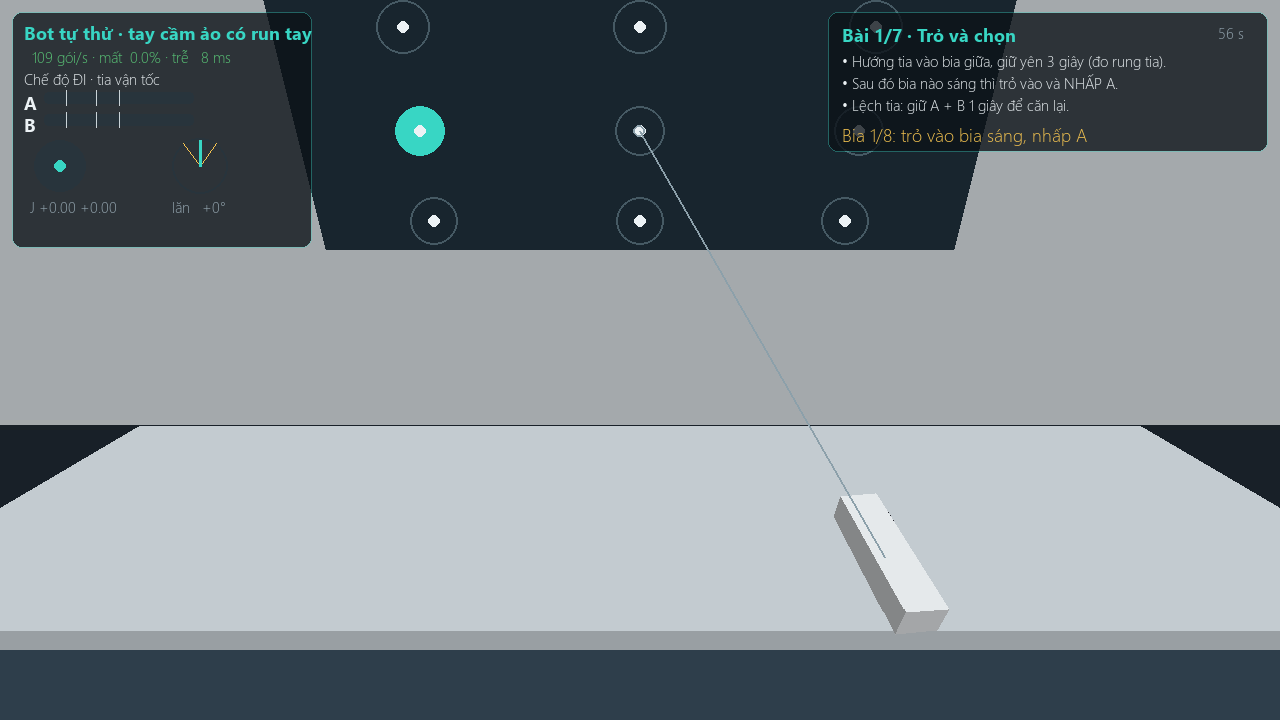 Bot tự thử · tay cầm ảo có run tay
109 gói/s · mất 0.0% · trễ 8 ms
Chế độ ĐI · tia vận tốc
A
B
J +0.00 +0.00 lăn +0°
Bài 1/7 · Trỏ và chọn 56 s
• Hướng tia vào bia giữa, giữ yên 3 giây (đo rung tia).
• Sau đó bia nào sáng thì trỏ vào và NHẤP A.
• Lệch tia: giữ A + B 1 giây để căn lại.
Bia 1/8: trỏ vào bia sáng, nhấp A